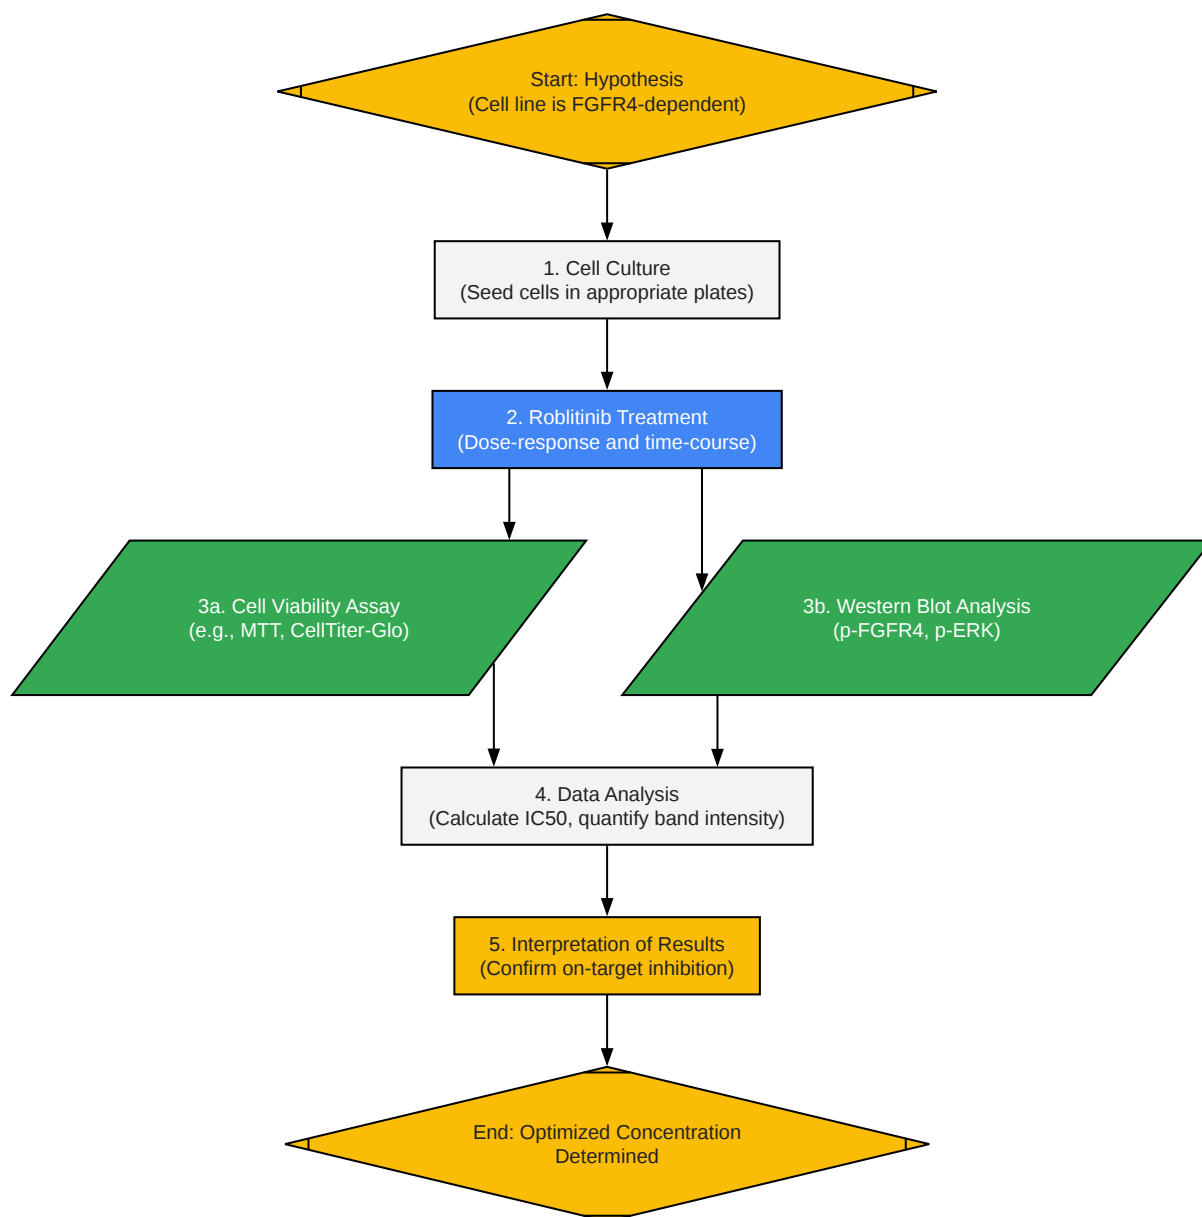 Start: Hypothesis
(Cell line is FGFR4-dependent)
1. Cell Culture
(Seed cells in appropriate plates)
2. Roblitinib Treatment
(Dose-response and time-course)
3a. Cell Viability Assay
(e.g., MTT, CellTiter-Glo)
3b. Western Blot Analysis
(p-FGFR4, p-ERK)
4. Data Analysis
(Calculate IC50, quantify band intensity)
5. Interpretation of Results
(Confirm on-target inhibition)
End: Optimized Concentration
Determined